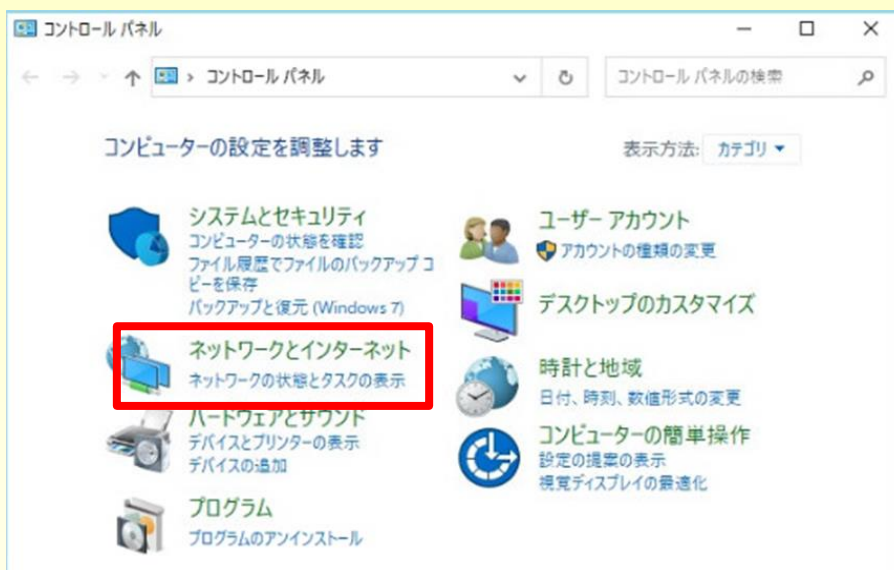 コントロール パネル
コントロール パネル
コントロール パネルの検索
コンピューターの設定を調整します
表示方法: カテゴリ
システムとセキュリティ
コンピューターの状態を確認
ファイル履歴でファイルのバックアップ コ
ピーを保存
バックアップと復元 (Windows 7)
ネットワークとインターネット
ネットワークの状態とタスクの表示
ハードウェアとサウンド
デバイスとプリンターの表示
デバイスの追加
プログラム
プログラムのアンインストール
ユーザー アカウント
アカウントの種類の変更
デスクトップのカスタマイズ
時計と地域
日付、時刻、数値形式の変更
コンピューターの簡単操作
設定の提案の表示
視覚ディスプレイの最適化